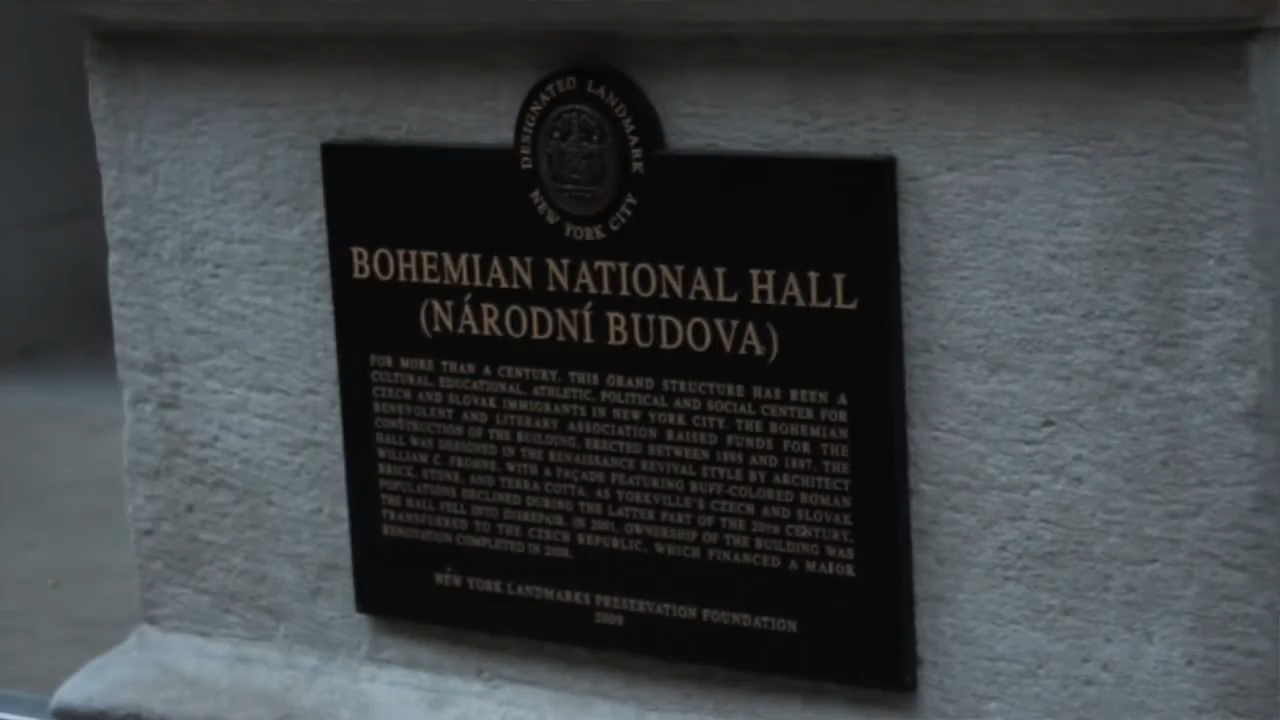 DESIGNATED LANDMARK
NEW YORK CITY
BOHEMIAN NATIONAL HALL
(NÁRODNÍ BUDOVA)
FOR MORE THAN A CENTURY, THIS GRAND STRUCTURE HAS BEEN A
CULTURAL, EDUCATIONAL, ATHLETIC, POLITICAL AND SOCIAL CENTER FOR
CZECH AND SLOVAK IMMIGRANTS IN NEW YORK CITY. THE BOHEMIAN
BENEVOLENT AND LITERARY ASSOCIATION RAISED FUNDS FOR THE
CONSTRUCTION OF THE BUILDING, ERECTED BETWEEN 1895 AND 1897. THE
HALL WAS DESIGNED IN THE RENAISSANCE REVIVAL STYLE BY ARCHITECT
WILLIAM C. FROHNE, WITH A FAÇADE FEATURING BUFF-COLORED ROMAN
BRICK, STONE, AND TERRA COTTA. AS YORKVILLE'S CZECH AND SLOVAK
POPULATIONS DECLINED DURING THE LATTER PART OF THE 20TH CENTURY,
THE HALL FELL INTO DISREPAIR. IN 2001, OWNERSHIP OF THE BUILDING WAS
TRANSFERRED TO THE CZECH REPUBLIC, WHICH FINANCED A MAJOR
RENOVATION COMPLETED IN 2008.
NEW YORK LANDMARKS PRESERVATION FOUNDATION
2009